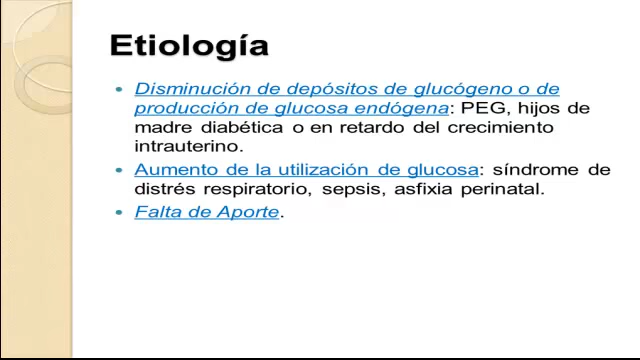 Etiología
• Disminución de depósitos de glucógeno o de
producción de glucosa endógena: PEG, hijos de
madre diabética o en retardo del crecimiento
intrauterino.
• Aumento de la utilización de glucosa: síndrome de
distrés respiratorio, sepsis, asfixia perinatal.
• Falta de Aporte.